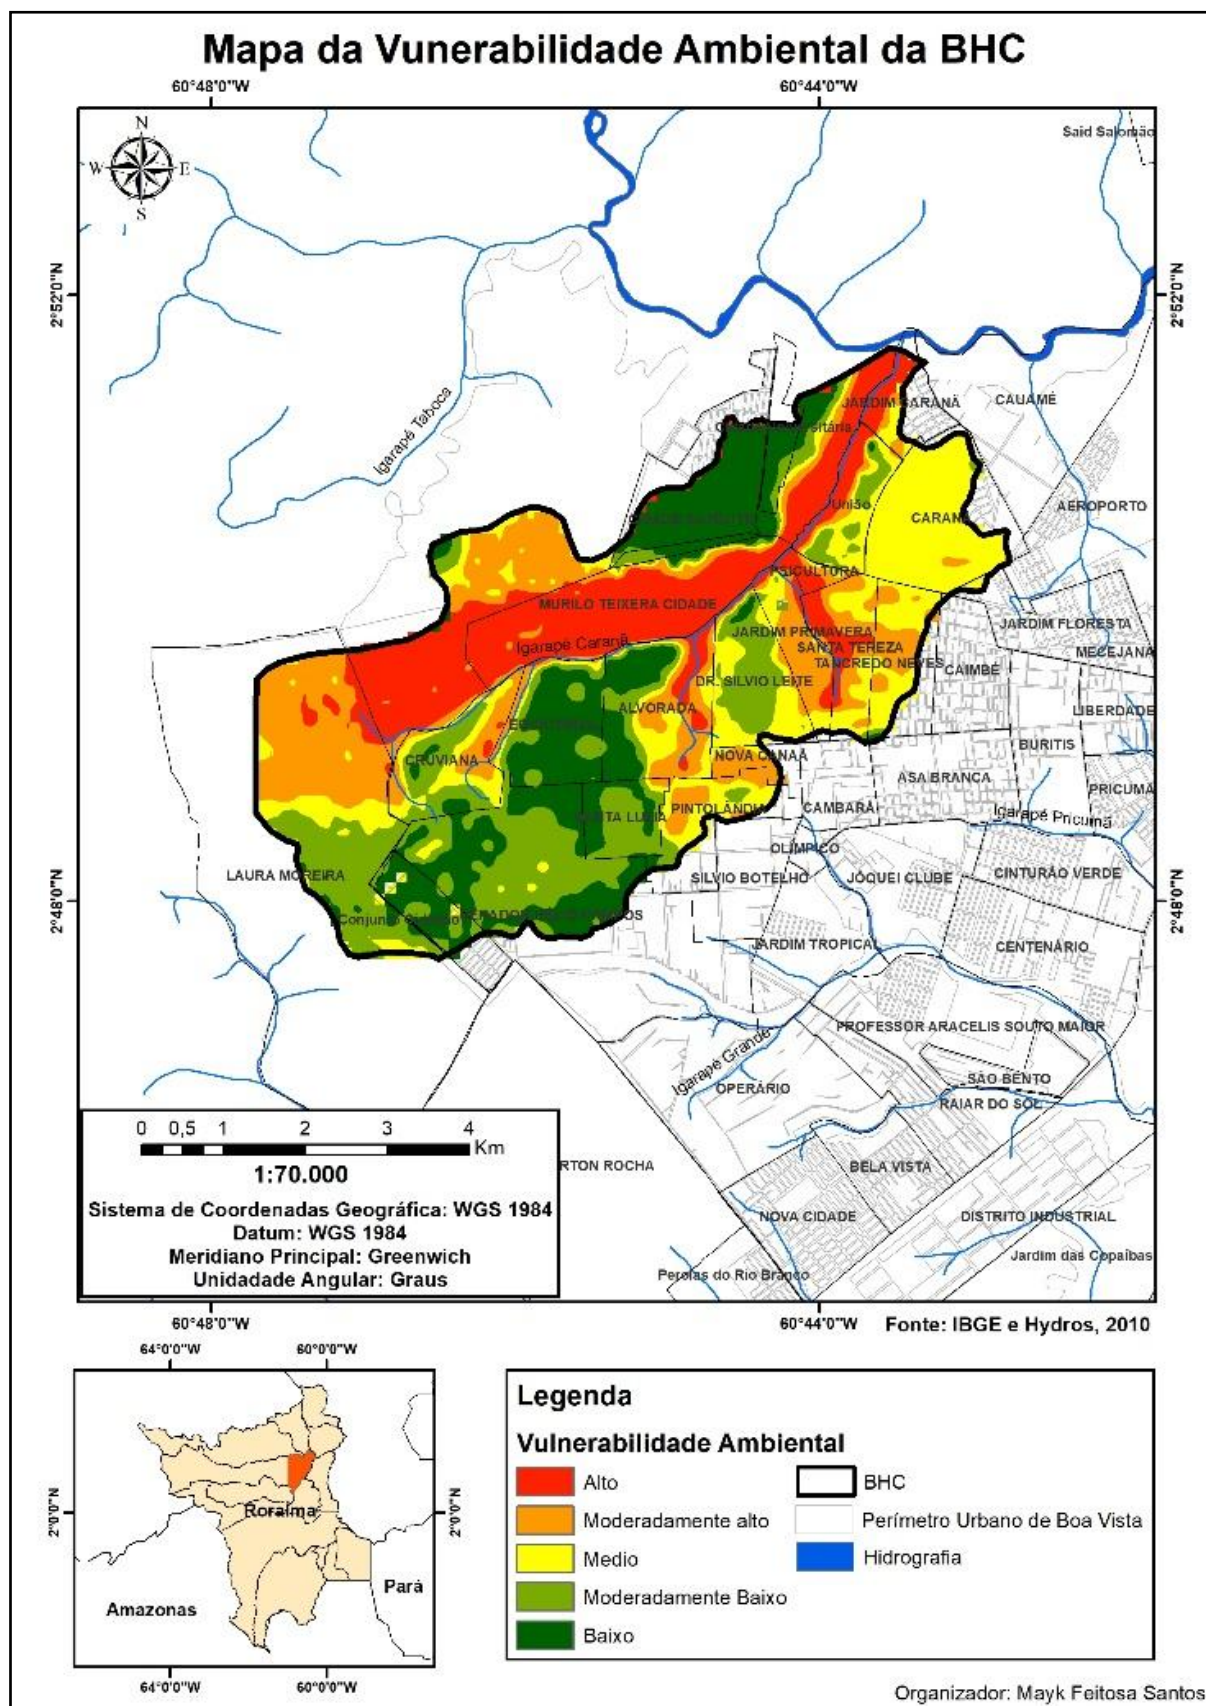 Mapa da Vunerabilidade Ambiental da BHC
60°48'0"W
60°44'0"W
Said Salomão
N
W
E
S
2°52'0"N
2°52'0"N
Igarapé Taboca
JARDIM CARANÃ
CAUAMÉ
AEROPORTO
União
CARANÃ
PSICULTURA
MURILO TEIXERA CIDADE
JARDIM FLORESTA
JARDIM PRIMAVERA
Igarapé Caranã
SANTA TEREZA
MECEJANA
TANCREDO NEVES
CAIMBÉ
DR. SILVIO LEITE
ALVORADA
LIBERDADE
CRUVIANA
NOVA CANAÃ
BURITIS
ASA BRANCA
PRICUMÃ
PINTOLÂNDIA
CAMBARÁ
Igarapé Pricumã
OLÍMPICO
LAURA MOREIRA
SILVIO BOTELHO
JÓQUEI CLUBE
CINTURÃO VERDE
2°48'0"N
2°48'0"N
JARDIM TROPICAL
CENTENÁRIO
PROFESSOR ARACELIS SOUTO MAIOR
Igarapé Grande
SÃO BENTO
OPERÁRIO
RAIAR DO SOL
0 0,5 1 2 3 4
Km
1:70.000
RTON ROCHA
BELA VISTA
Sistema de Coordenadas Geográfica: WGS 1984
Datum: WGS 1984
Meridiano Principal: Greenwich
Unidadade Angular: Graus
NOVA CIDADE
DISTRITO INDUSTRIAL
Jardim das Copaíbas
Perolas do Rio Branco
60°48'0"W
60°44'0"W
Fonte: IBGE e Hydros, 2010
64°0'0"W
60°0'0"W
2°0'0"N
2°0'0"N
Roraima
Amazonas
Pará
64°0'0"W
60°0'0"W
Legenda
Vulnerabilidade Ambiental
Alto
Moderadamente alto
Medio
Moderadamente Baixo
Baixo
BHC
Perímetro Urbano de Boa Vista
Hidrografia
Organizador: Mayk Feitosa Santos